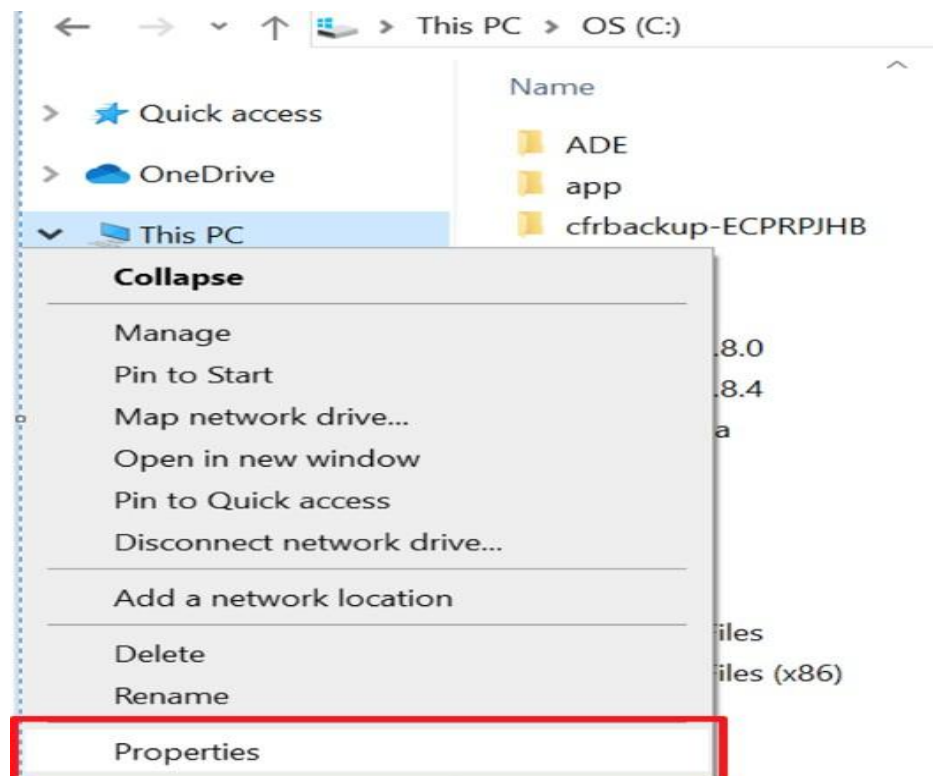 This PC > OS (C:)
Name
Quick access
ADE
OneDrive
app
cfrbackup-ECPRPJHB
This PC
Collapse
Manage
.8.0
Pin to Start
.8.4
Map network drive...
a
Open in new window
Pin to Quick access
Disconnect network drive...
Add a network location
iles
Delete
iles (x86)
Rename
Properties